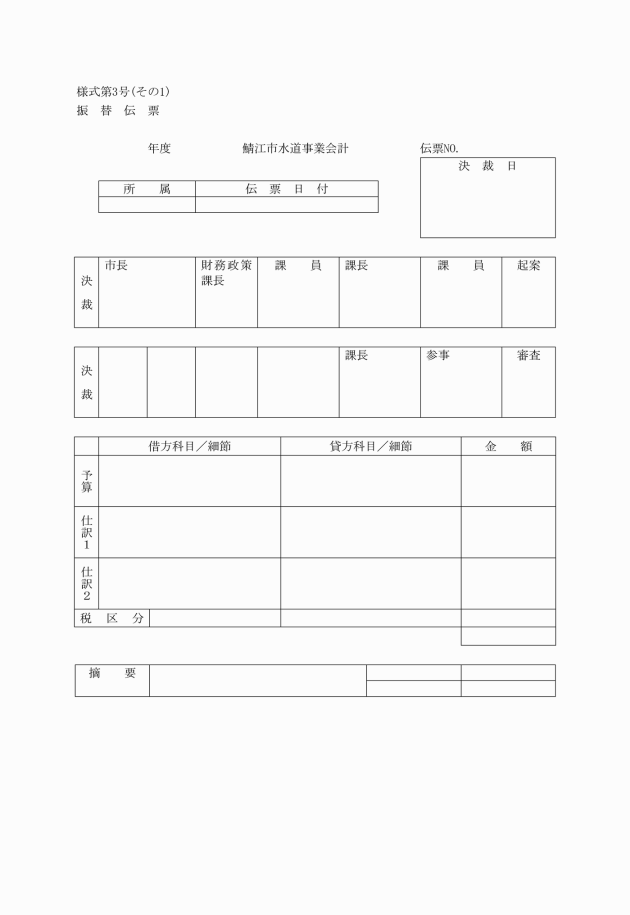 様式第3号(その1)
振 替 伝 票
年度 鯖江市水道事業会計 伝票NO.
決 裁 日
所 属 伝 票 日 付
決裁 市長 財務政策課長 課 員 課長 課 員 起案
決裁 課長 参事 審査
借方科目／細節 貸方科目／細節 金 額
予算
仕訳1
仕訳2
税 区 分
摘 要